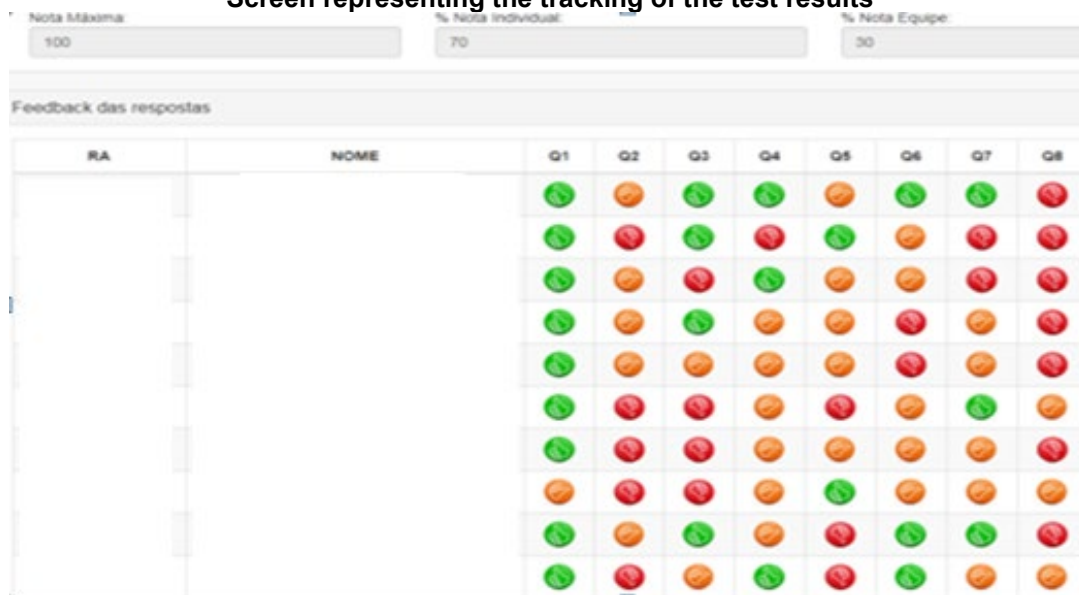 Screen representing the tracking of the test results
Nota Máxima: % Nota Individual: % Nota Equipe:
100 70 30
Feedback das respostas
RA NOME Q1 Q2 Q3 Q4 Q5 Q6 Q7 Q8